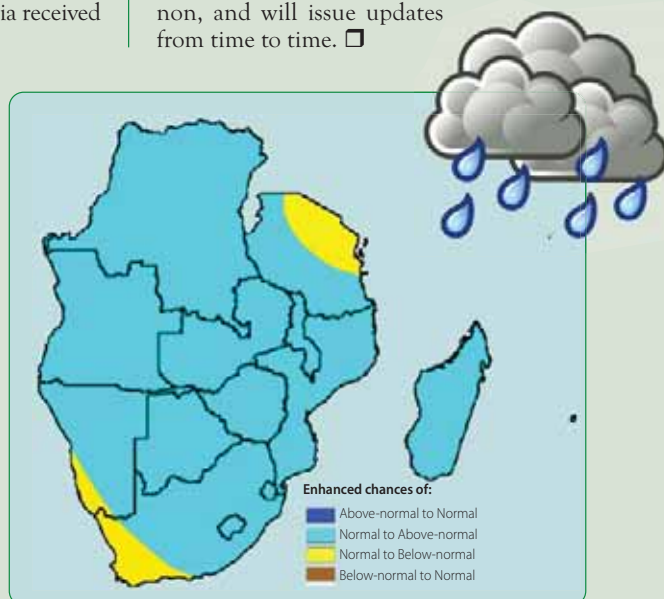 ia received
non, and will issue updates
from time to time. ❒
Enhanced chances of:
Above-normal to Normal
Normal to Above-normal
Normal to Below-normal
Below-normal to Normal